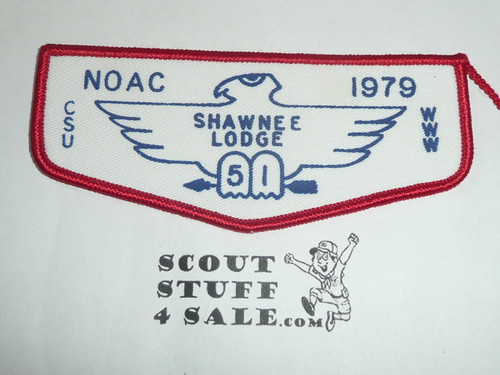 NOAC 1979
CSU
WWW
SHAWNEE
LODGE
51
SCOUT
STUFF
4 SALE.COM